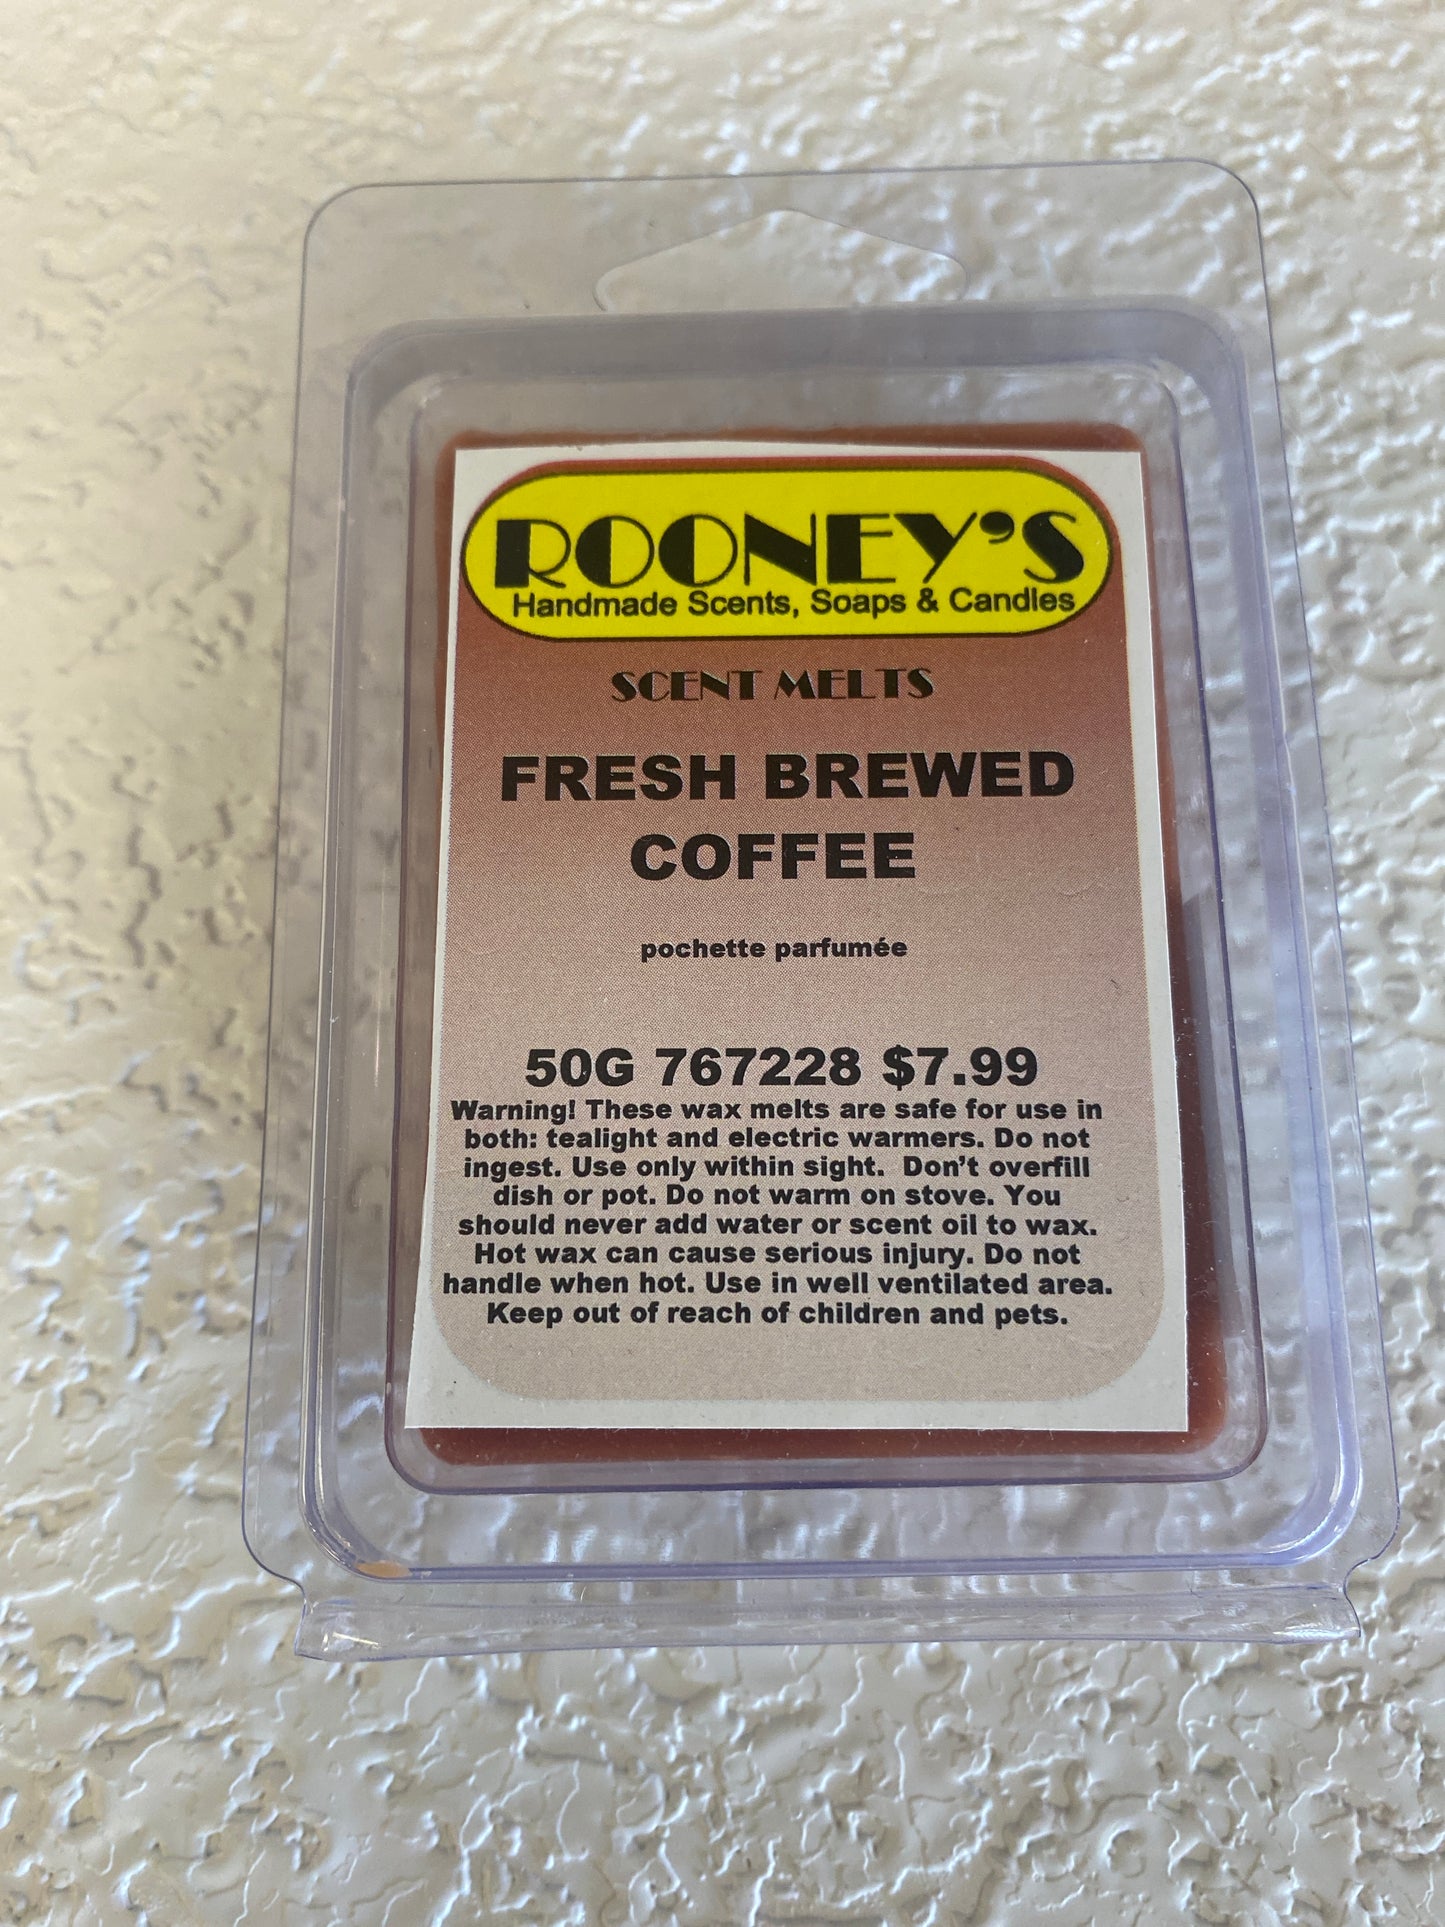 ROONEY'S
Handmade Scents, Soaps & Candles
SCENT MELTS
FRESH BREWED
COFFEE
pochette parfumée
50G 767228 $7.99
Warning! These wax melts are safe for use in
both: tealight and electric warmers. Do not
ingest. Use only within sight.  Don't overfill
dish or pot. Do not warm on stove. You
should never add water or scent oil to wax.
Hot wax can cause serious injury. Do not
handle when hot. Use in well ventilated area.
Keep out of reach of children and pets.